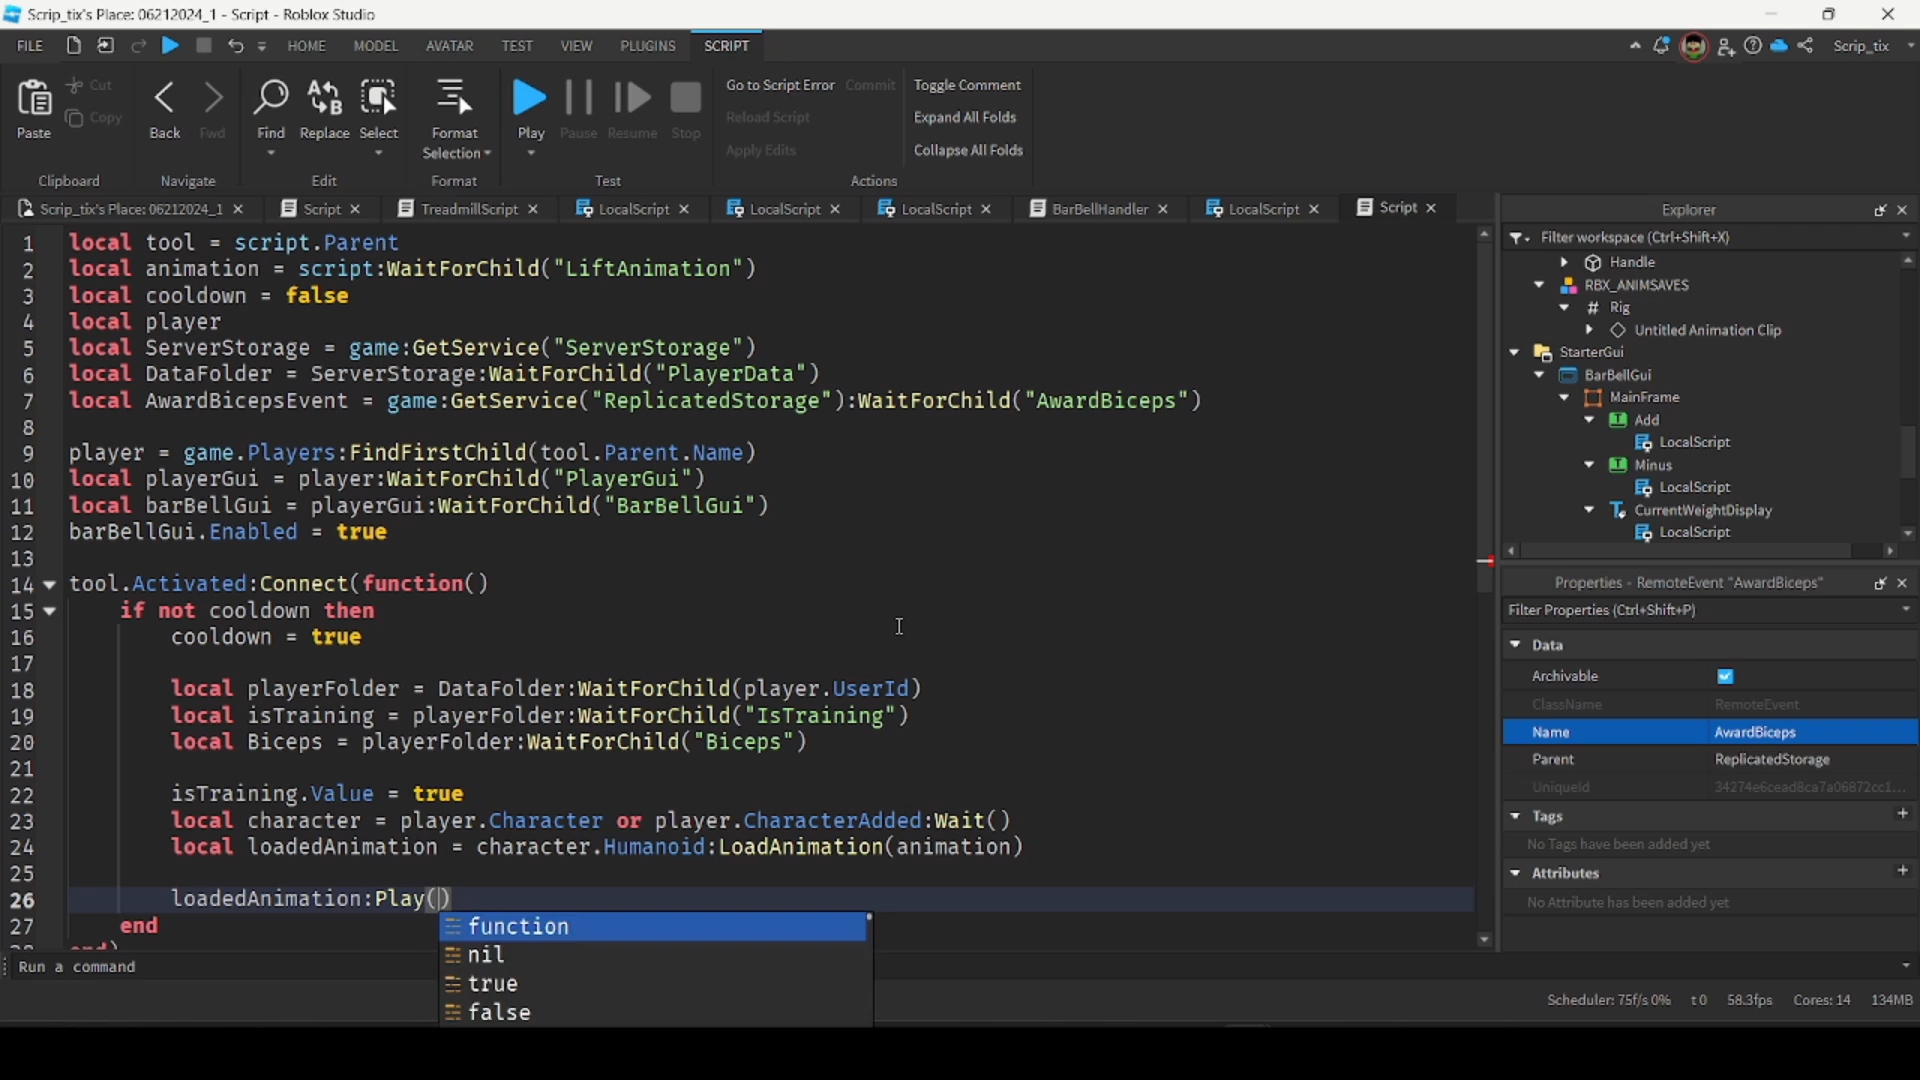 Scrip_tix's Place: 06212024_1 - Script - Roblox Studio
FILE HOME MODEL AVATAR TEST VIEW PLUGINS SCRIPT Scrip_tix
Paste Cut Copy Back Fwd Find Replace Select Format Selection Play Pause Resume Stop
Go to Script Error Commit Toggle Comment
Reload Script Expand All Folds
Apply Edits Collapse All Folds
Clipboard Navigate Edit Format Test Actions
Scrip_tix's Place: 06212024_1 Script TreadmillScript LocalScript LocalScript LocalScript BarBellHandler LocalScript Script
1 local tool = script.Parent
2 local animation = script:WaitForChild("LiftAnimation")
3 local cooldown = false
4 local player
5 local ServerStorage = game:GetService("ServerStorage")
6 local DataFolder = ServerStorage:WaitForChild("PlayerData")
7 local AwardBicepsEvent = game:GetService("ReplicatedStorage"):WaitForChild("AwardBiceps")
8
9 player = game.Players:FindFirstChild(tool.Parent.Name)
10 local playerGui = player:WaitForChild("PlayerGui")
11 local barBellGui = playerGui:WaitForChild("BarBellGui")
12 barBellGui.Enabled = true
13
14 tool.Activated:Connect(function()
15 if not cooldown then
16 cooldown = true
17
18 local playerFolder = DataFolder:WaitForChild(player.UserId)
19 local isTraining = playerFolder:WaitForChild("IsTraining")
20 local Biceps = playerFolder:WaitForChild("Biceps")
21
22 isTraining.Value = true
23 local character = player.Character or player.CharacterAdded:Wait()
24 local loadedAnimation = character.Humanoid:LoadAnimation(animation)
25
26 loadedAnimation:Play()
27 end
28 end)
function
nil
true
false
Run a command
Explorer
Filter workspace (Ctrl+Shift+X)
Handle
RBX_ANIMSAVES
Rig
Untitled Animation Clip
StarterGui
BarBellGui
MainFrame
Add
LocalScript
Minus
LocalScript
CurrentWeightDisplay
LocalScript
Properties - RemoteEvent "AwardBiceps"
Filter Properties (Ctrl+Shift+P)
Data
Archivable
ClassName RemoteEvent
Name AwardBiceps
Parent ReplicatedStorage
UniqueId 34274e6cead8ca7a06872cc1...
Tags
No Tags have been added yet
Attributes
No Attribute has been added yet
Scheduler: 75f/s 0% t 0 58.3fps Cores: 14 134MB